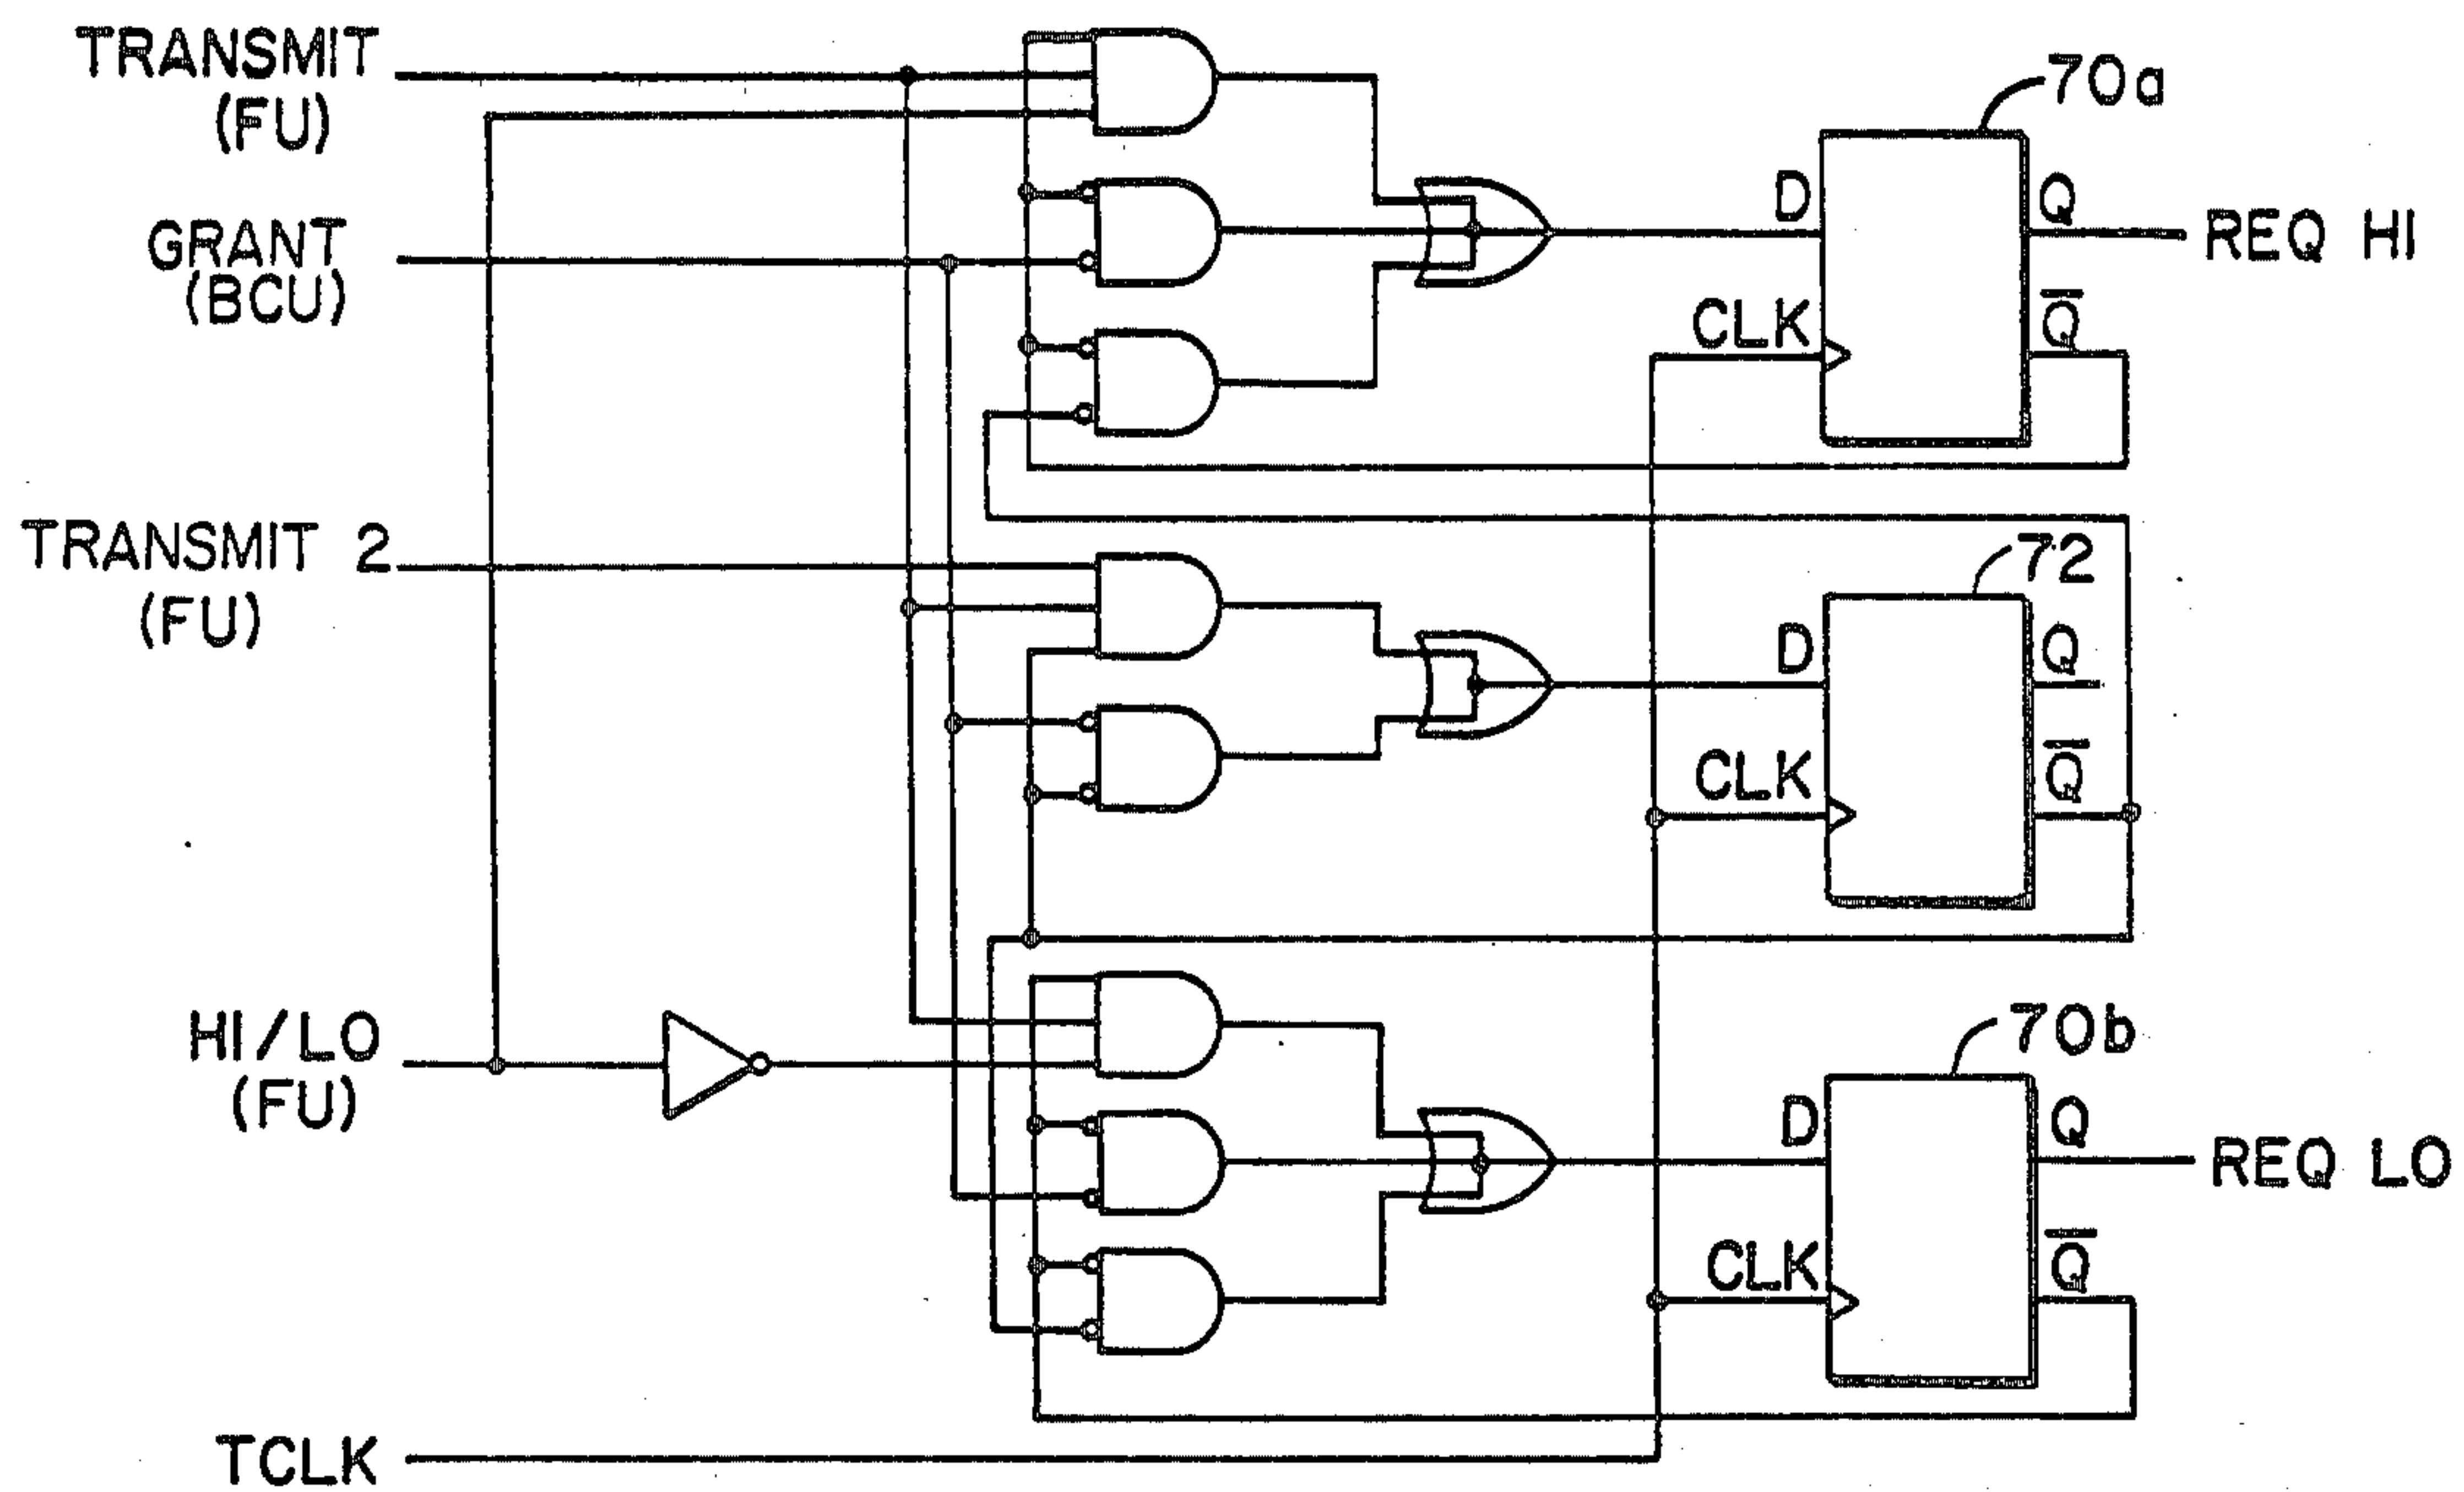 TRANSMIT
(FU)
70a
D
Q
REQ HI
GRANT
(BCU)
CLK
Q̅
TRANSMIT 2
(FU)
72
D
Q
CLK
Q̅
HI/LO
(FU)
70b
D
Q
REQ LO
CLK
Q̅
TCLK